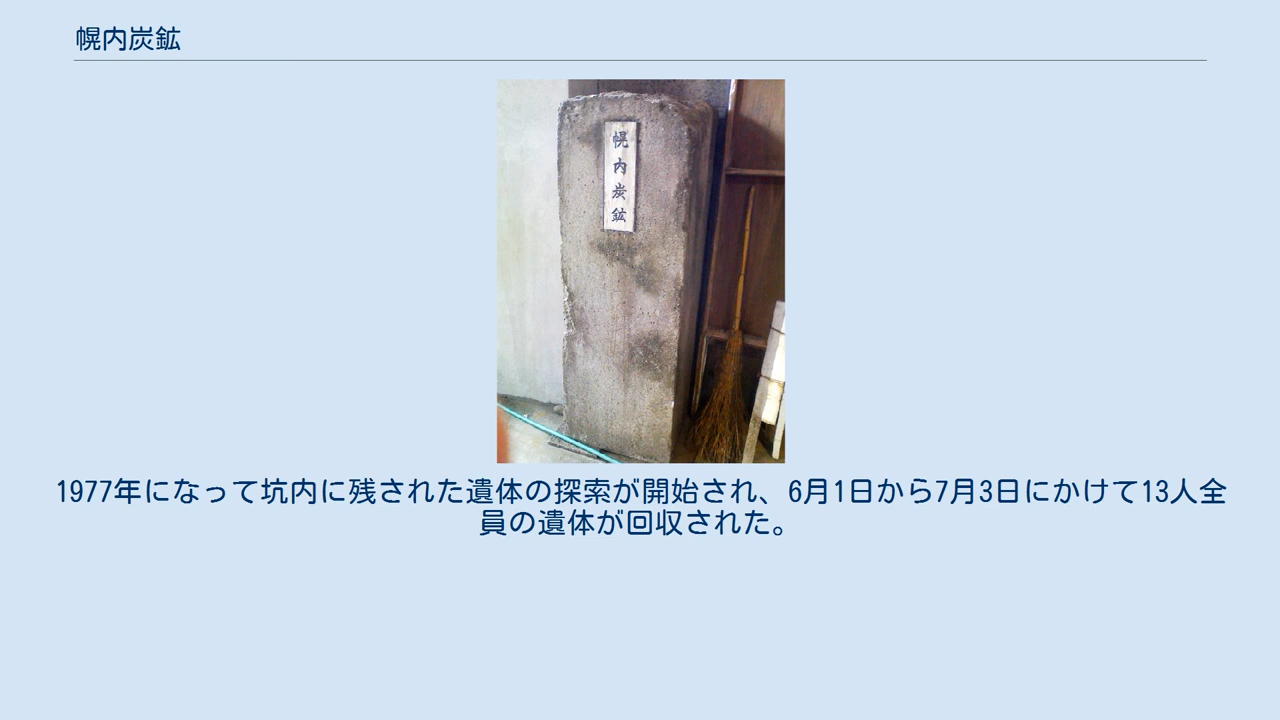 幌内炭鉱
幌内炭鉱
1977年になって坑内に残された遺体の探索が開始され、6月1日から7月3日にかけて13人全
員の遺体が回収された。